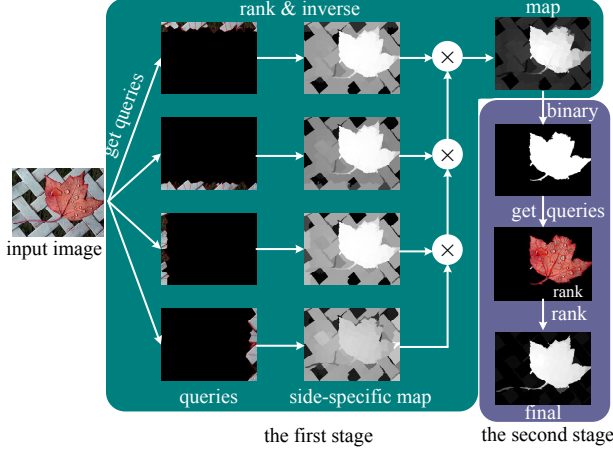 rank & inverse
map
get queries
×
binary
×
get queries
input image
×
rank
rank
queries
side-specific map
final
the first stage
the second stage